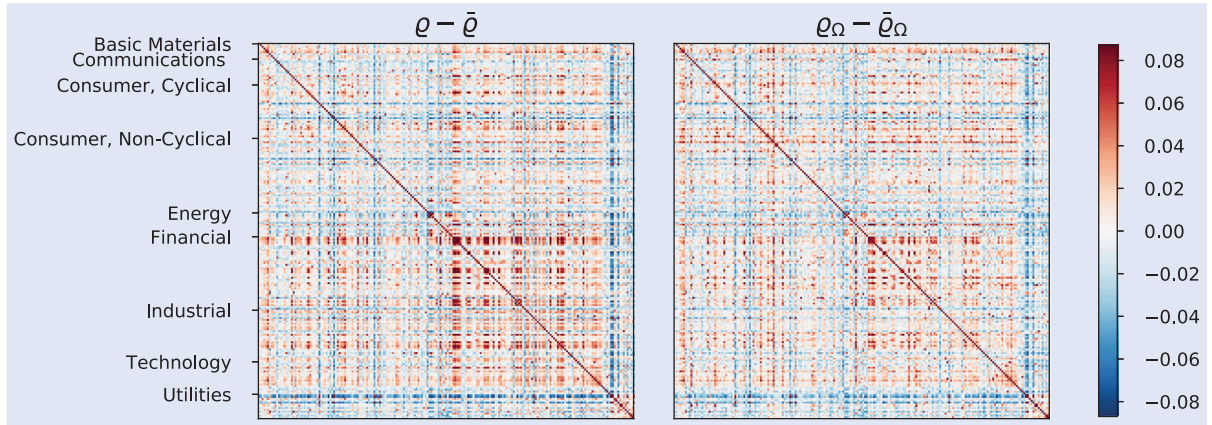 ϱ − ϱ̄
ϱ_Ω − ϱ̄_Ω
Basic Materials
Communications
Consumer, Cyclical
Consumer, Non-Cyclical
Energy
Financial
Industrial
Technology
Utilities
0.08
0.06
0.04
0.02
0.00
−0.02
−0.04
−0.06
−0.08